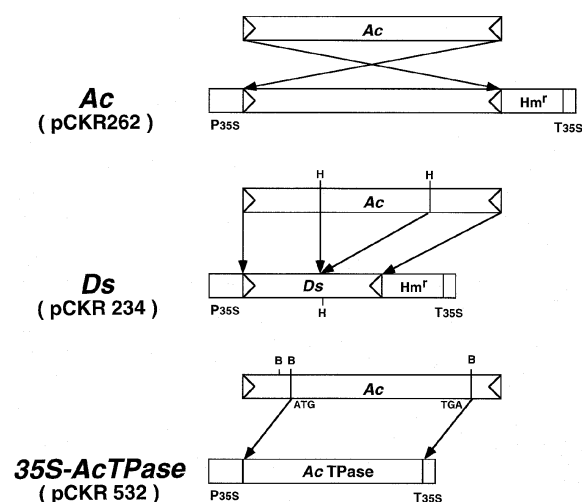 Ac
Ac
( pCKR262 )
Hmr
P35S
T35S
H
H
Ac
Ds
( pCKR 234 )
Ds
Hmr
P35S
H
T35S
B B
B
Ac
ATG
TGA
35S-AcTPase
( pCKR 532 )
Ac TPase
P35S
T35S